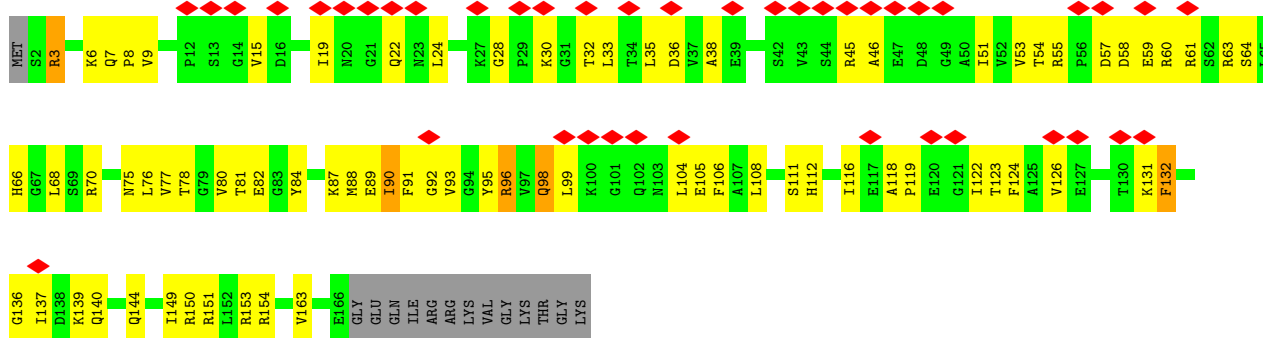 MET S2 R3 K6 Q7 P8 V9 P12 S13 G14 V15 D16 I19 N20 G21 Q22 N23 L24 K27 G28 P29 K30 G31 T32 L33 T34 L35 D36 V37 A38 E39 S42 V43 S44 R45 A46 E47 D48 G49 A50 I51 V52 V53 T54 R55 P56 D57 D58 E59 R60 R61 S62 R63 S64 L65
H66 G67 L68 S69 R70 N75 L76 V77 T78 G79 V80 T81 E82 G83 Y84 K87 M88 E89 I90 F91 G92 V93 G94 Y95 R96 V97 Q98 L99 K100 G101 Q102 N103 L104 E105 F106 A107 L108 S111 H112 I116 E117 A118 P119 E120 G121 I122 T123 F124 A125 V126 E127 T130 K131 F132
G136 I137 D138 K139 Q140 Q144 I149 R150 R151 L152 R153 R154 V163 E166 GLY GLU GLN ILE ARG ARG LYS VAL GLY LYS THR GLY LYS